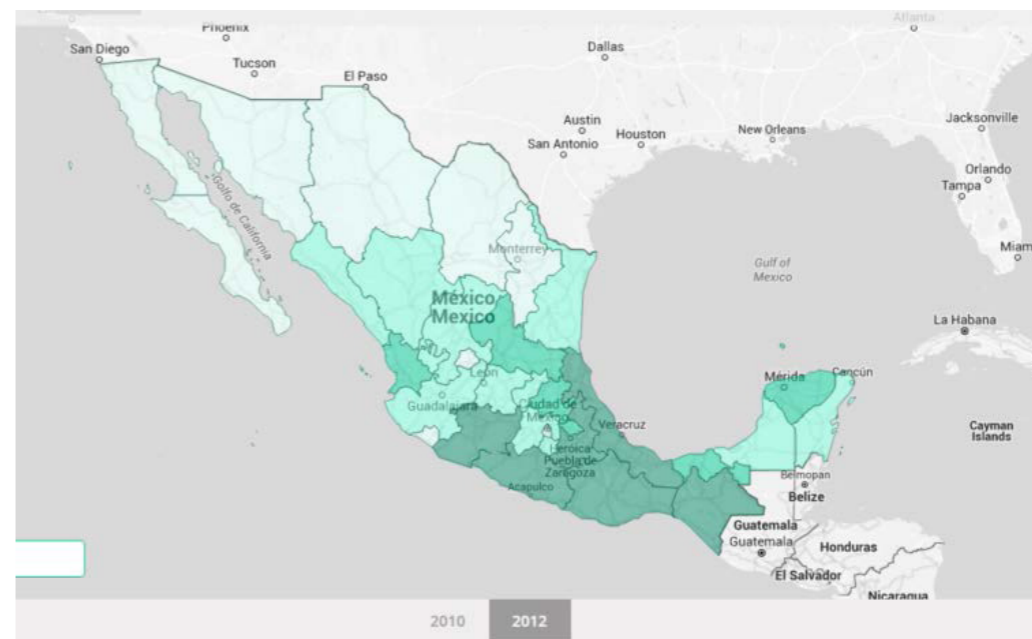 Atlanta
Phoenix
San Diego
Dallas
Tucson
El Paso
Jacksonville
Austin
Houston
New Orleans
San Antonio
Orlando
Tampa
Golfo de California
Monterrey
Miam
Gulf of
Mexico
México
Mexico
La Habana
León
Mérida
Cancún
Guadalajara
Ciudad de
México
Veracruz
Cayman
Islands
Heroica
Puebla de
Zaragoza
Acapulco
Belmopan
Belize
Guatemala
Guatemala
Honduras
El Salvador
Nicaragua
2010
2012